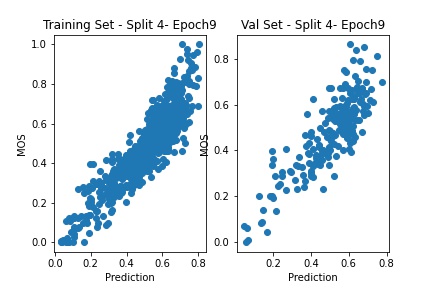 Training Set - Split 4- Epoch9
Val Set - Split 4- Epoch9
MOS
1.0
0.8
0.6
0.4
0.2
0.0
0.0 0.2 0.4 0.6 0.8
Prediction
MOS
0.8
0.6
0.4
0.2
0.0
0.2 0.4 0.6 0.8
Prediction